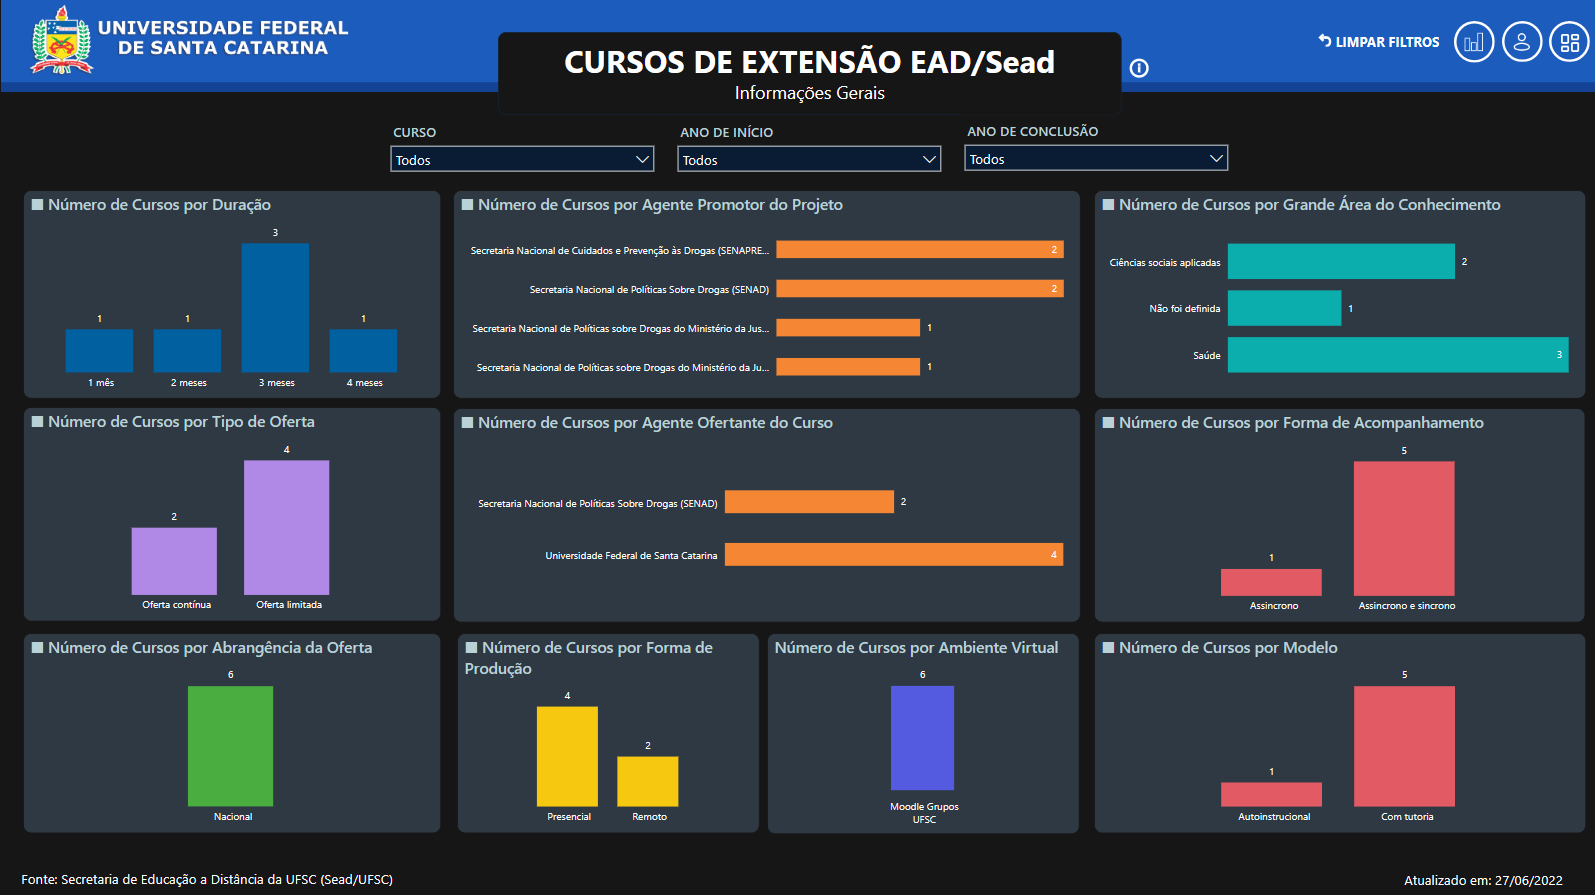 UNIVERSIDADE FEDERAL
DE SANTA CATARINA
CURSOS DE EXTENSÃO EAD/Sead
Informações Gerais
LIMPAR FILTROS
CURSO
Todos
ANO DE INÍCIO
Todos
ANO DE CONCLUSÃO
Todos
Número de Cursos por Duração
3
1
1
1
1 mês
2 meses
3 meses
4 meses
Número de Cursos por Agente Promotor do Projeto
Secretaria Nacional de Cuidados e Prevenção às Drogas (SENAPRE... 2
Secretaria Nacional de Políticas Sobre Drogas (SENAD) 2
Secretaria Nacional de Políticas sobre Drogas do Ministério da Jus... 1
Secretaria Nacional de Políticas sobre Drogas do Ministério da Ju... 1
Número de Cursos por Grande Área do Conhecimento
Ciências sociais aplicadas 2
Não foi definida 1
Saúde 3
Número de Cursos por Tipo de Oferta
4
2
Oferta contínua
Oferta limitada
Número de Cursos por Agente Ofertante do Curso
Secretaria Nacional de Políticas Sobre Drogas (SENAD) 2
Universidade Federal de Santa Catarina 4
Número de Cursos por Forma de Acompanhamento
5
1
Assincrono
Assincrono e sincrono
Número de Cursos por Abrangência da Oferta
6
Nacional
Número de Cursos por Forma de
Produção
4
2
Presencial
Remoto
Número de Cursos por Ambiente Virtual
6
Moodle Grupos
UFSC
Número de Cursos por Modelo
5
1
Autoinstrucional
Com tutoria
Fonte: Secretaria de Educação a Distância da UFSC (Sead/UFSC)
Atualizado em: 27/06/2022